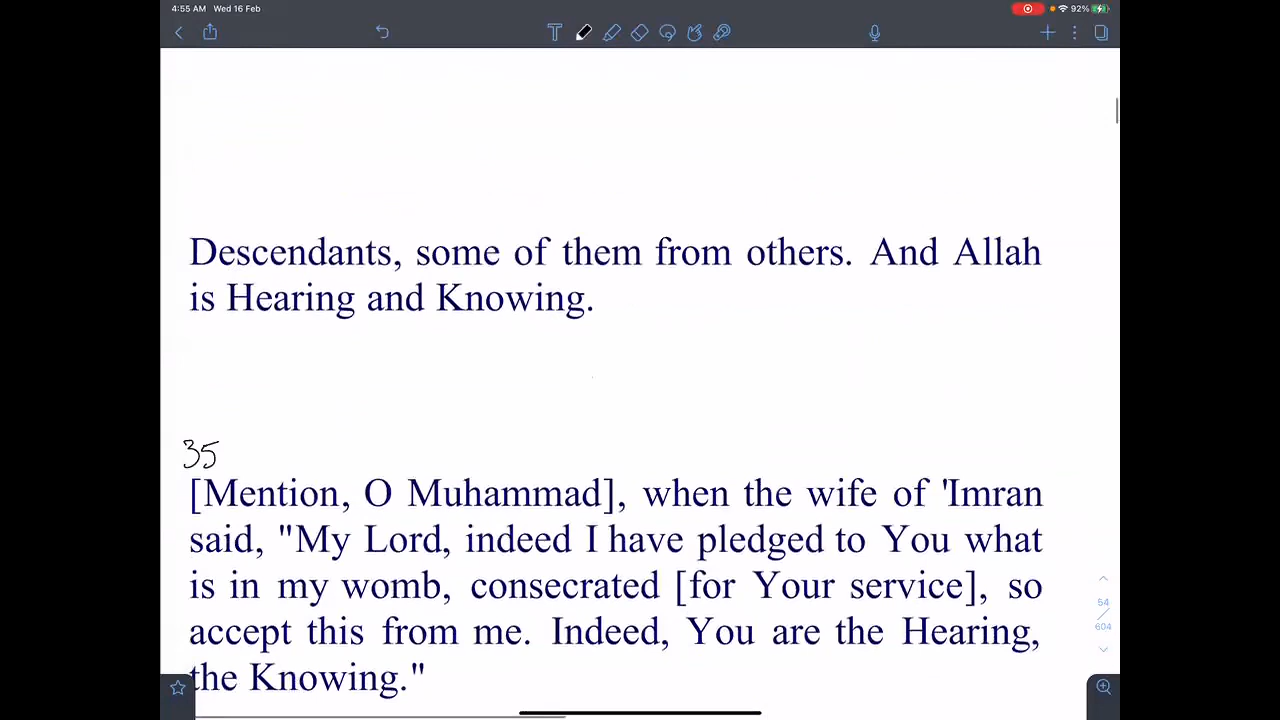 4:55 AM Wed 16 Feb
92%
T
Descendants, some of them from others. And Allah
is Hearing and Knowing.
35
[Mention, O Muhammad], when the wife of 'Imran
said, "My Lord, indeed I have pledged to You what
is in my womb, consecrated [for Your service], so
accept this from me. Indeed, You are the Hearing,
the Knowing."
54
/
604